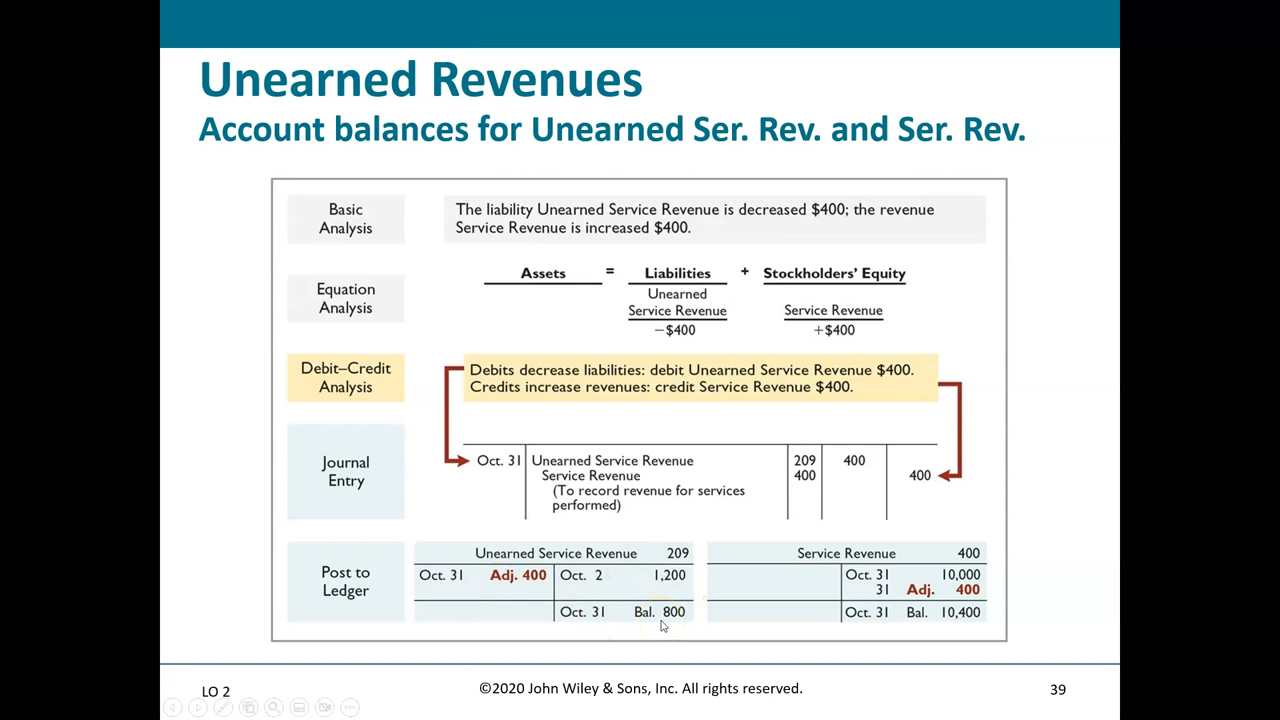 Unearned Revenues
Account balances for Unearned Ser. Rev. and Ser. Rev.
Basic
Analysis
The liability Unearned Service Revenue is decreased $400; the revenue
Service Revenue is increased $400.
Equation
Analysis
Assets = Liabilities + Stockholders' Equity
Unearned
Service Revenue Service Revenue
−$400 +$400
Debit–Credit
Analysis
Debits decrease liabilities: debit Unearned Service Revenue $400.
Credits increase revenues: credit Service Revenue $400.
Journal
Entry
Oct. 31 Unearned Service Revenue 209 400
Service Revenue 400 400
(To record revenue for services
performed)
Post to
Ledger
Unearned Service Revenue 209
Oct. 31 Adj. 400 Oct. 2 1,200
Oct. 31 Bal. 800
Service Revenue 400
Oct. 31 10,000
31 Adj. 400
Oct. 31 Bal. 10,400
LO 2
©2020 John Wiley & Sons, Inc. All rights reserved.
39